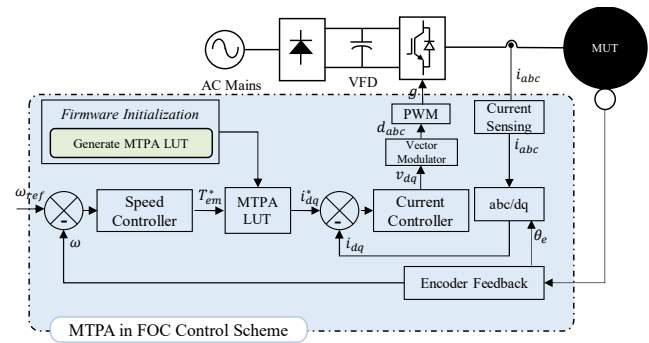 AC Mains
VFD
MUT
i_abc
g
Firmware Initialization
Generate MTPA LUT
PWM
Current
Sensing
d_abc
i_abc
Vector
Modulator
v_dq
ω_ref
Speed
Controller
T*_em
MTPA
LUT
i*_dq
Current
Controller
abc/dq
ω
i_dq
θ_e
Encoder Feedback
MTPA in FOC Control Scheme